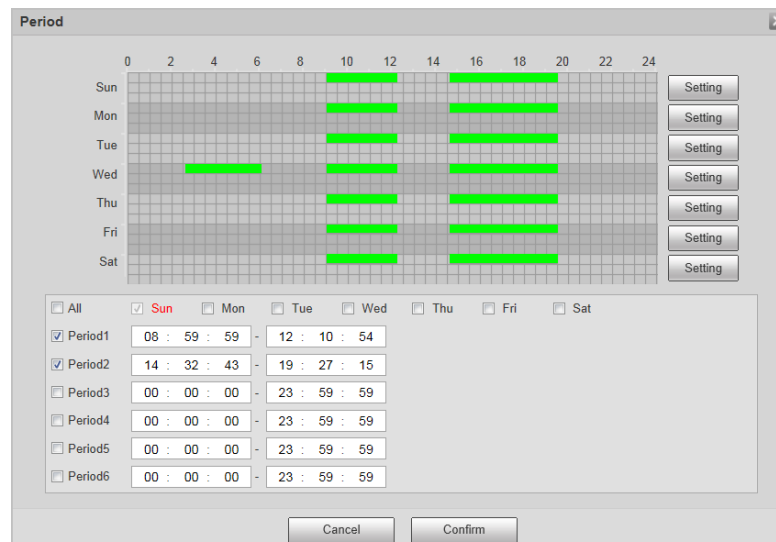 Period
0 2 4 6 8 10 12 14 16 18 20 22 24
Sun Setting
Mon Setting
Tue Setting
Wed Setting
Thu Setting
Fri Setting
Sat Setting
All Sun Mon Tue Wed Thu Fri Sat
Period1 08 : 59 : 59 - 12 : 10 : 54
Period2 14 : 32 : 43 - 19 : 27 : 15
Period3 00 : 00 : 00 - 23 : 59 : 59
Period4 00 : 00 : 00 - 23 : 59 : 59
Period5 00 : 00 : 00 - 23 : 59 : 59
Period6 00 : 00 : 00 - 23 : 59 : 59
Cancel Confirm